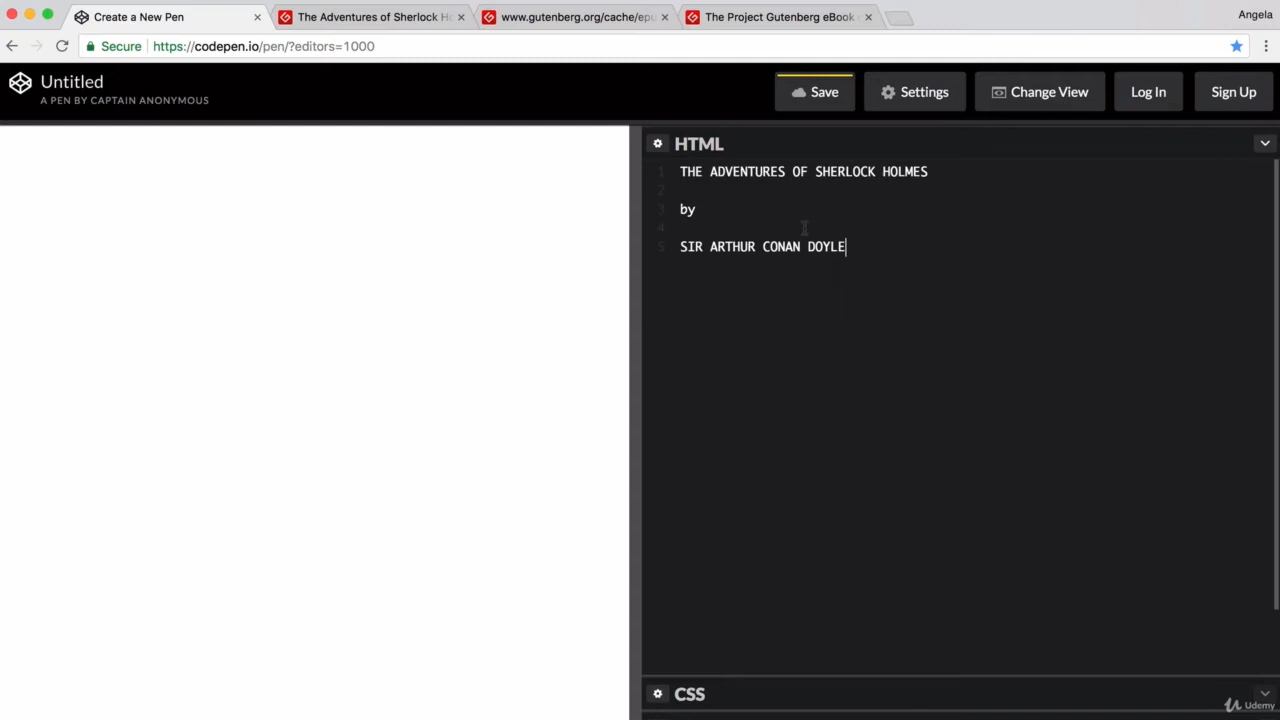 Create a New Pen
The Adventures of Sherlock H
www.gutenberg.org/cache/epu
The Project Gutenberg eBook
Angela
Secure
https://codepen.io/pen/?editors=1000
Untitled
A PEN BY CAPTAIN ANONYMOUS
Save
Settings
Change View
Log In
Sign Up
HTML
1 THE ADVENTURES OF SHERLOCK HOLMES
2
3 by
4
5 SIR ARTHUR CONAN DOYLE
CSS
Udemy